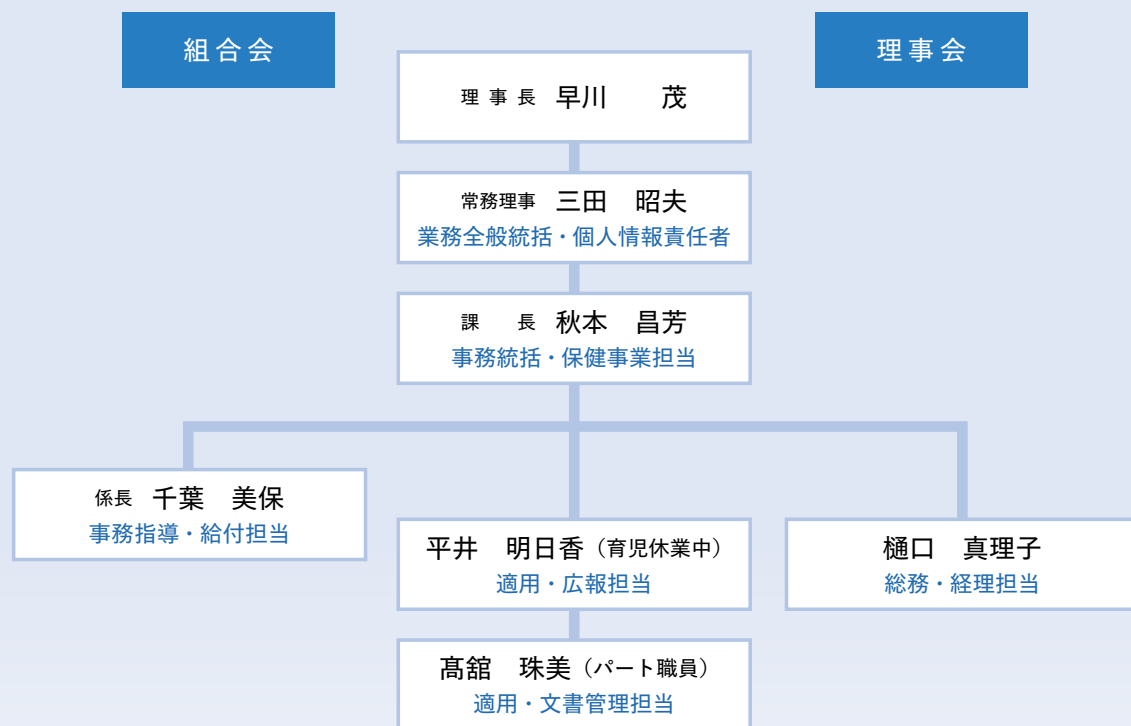 組合会
理事会
理事長 早川　茂
常務理事 三田　昭夫
業務全般統括・個人情報責任者
課　長 秋本　昌芳
事務統括・保健事業担当
係長 千葉　美保
事務指導・給付担当
平井　明日香（育児休業中）
適用・広報担当
樋口　真理子
総務・経理担当
髙舘　珠美（パート職員）
適用・文書管理担当